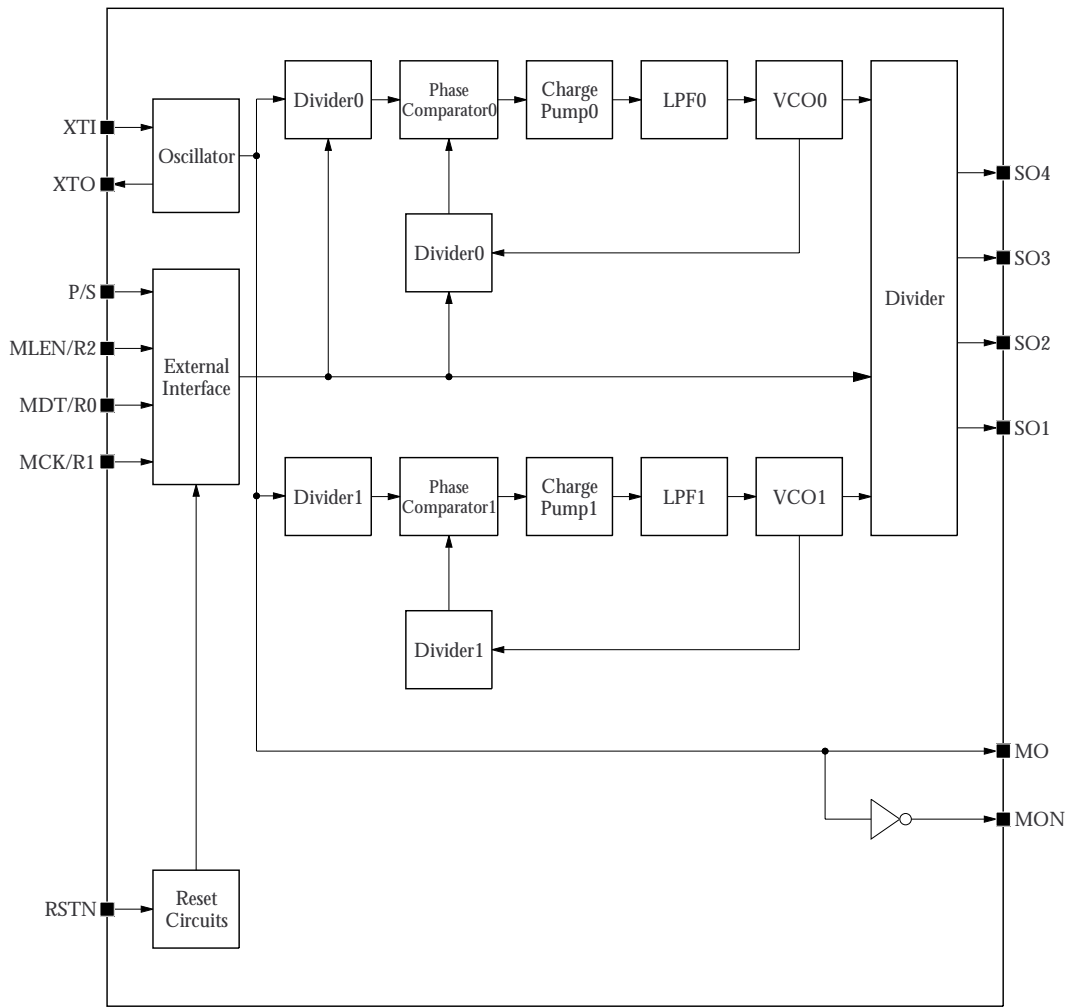 XTI
XTO
Oscillator
Divider0
Phase
Comparator0
Charge
Pump0
LPF0
VCO0
Divider0
P/S
MLEN/R2
MDT/R0
MCK/R1
External
Interface
Divider
SO4
SO3
SO2
SO1
Divider1
Phase
Comparator1
Charge
Pump1
LPF1
VCO1
Divider1
MO
MON
RSTN
Reset
Circuits